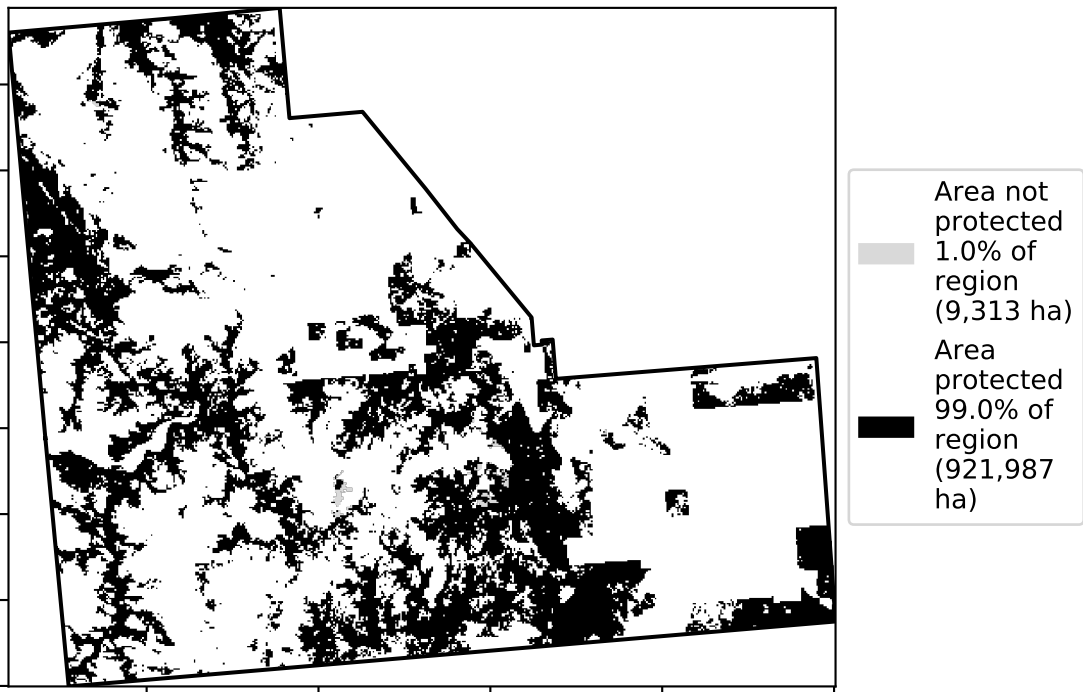 Area not
protected
1.0% of
region
(9,313 ha)
Area
protected
99.0% of
region
(921,987
ha)